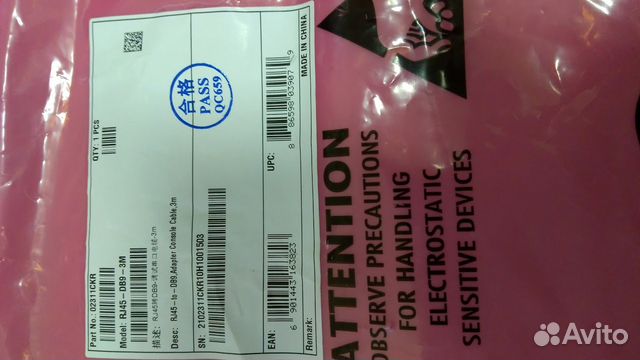 Part No.: 02311CKR
QTY: 1 PCS
Model: RJ45-DB9-3M
描述: RJ45转DB9-调试串口电缆-3m
Desc: RJ45-to-DB9,Adapter Console Cable,3m
合格
PASS
QC659
SN: 2102311CKR10H1001503
EAN:
6 901443 163823
UPC:
8 86598 03907 9
Remark:
MADE IN CHINA
ATTENTION
OBSERVE PRECAUTIONS
FOR HANDLING
ELECTROSTATIC
SENSITIVE DEVICES
Avito